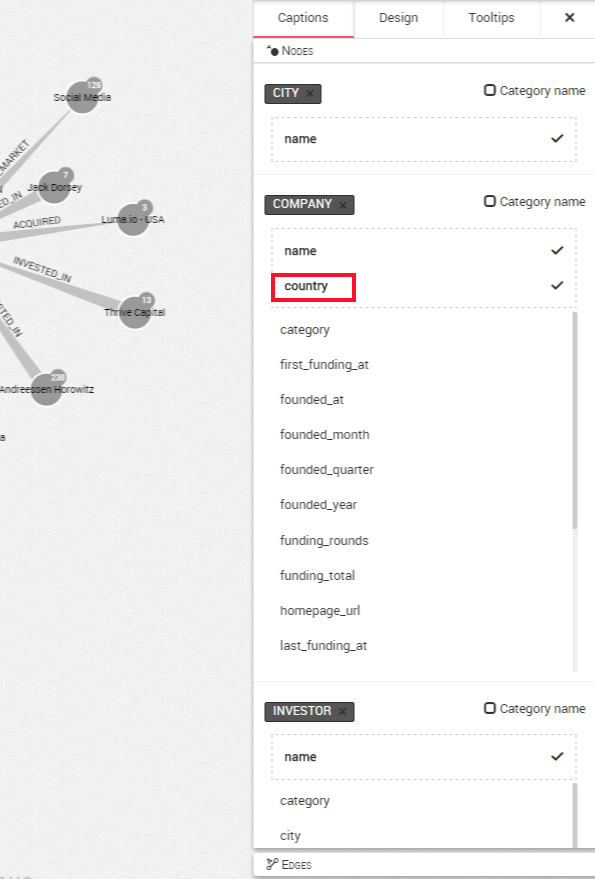 Captions Design Tooltips ×
Nodes
CITY × Category name
name
COMPANY × Category name
name
country
category
first_funding_at
founded_at
founded_month
founded_quarter
founded_year
funding_rounds
funding_total
homepage_url
last_funding_at
INVESTOR × Category name
name
category
city
Edges
128
Social Media
MARKET
7
Jack Dorsey
ED_IN
3
ACQUIRED
Luma.io - USA
INVESTED_IN
13
Thrive Capital
STED_IN
238
Andreessen Horowitz
a